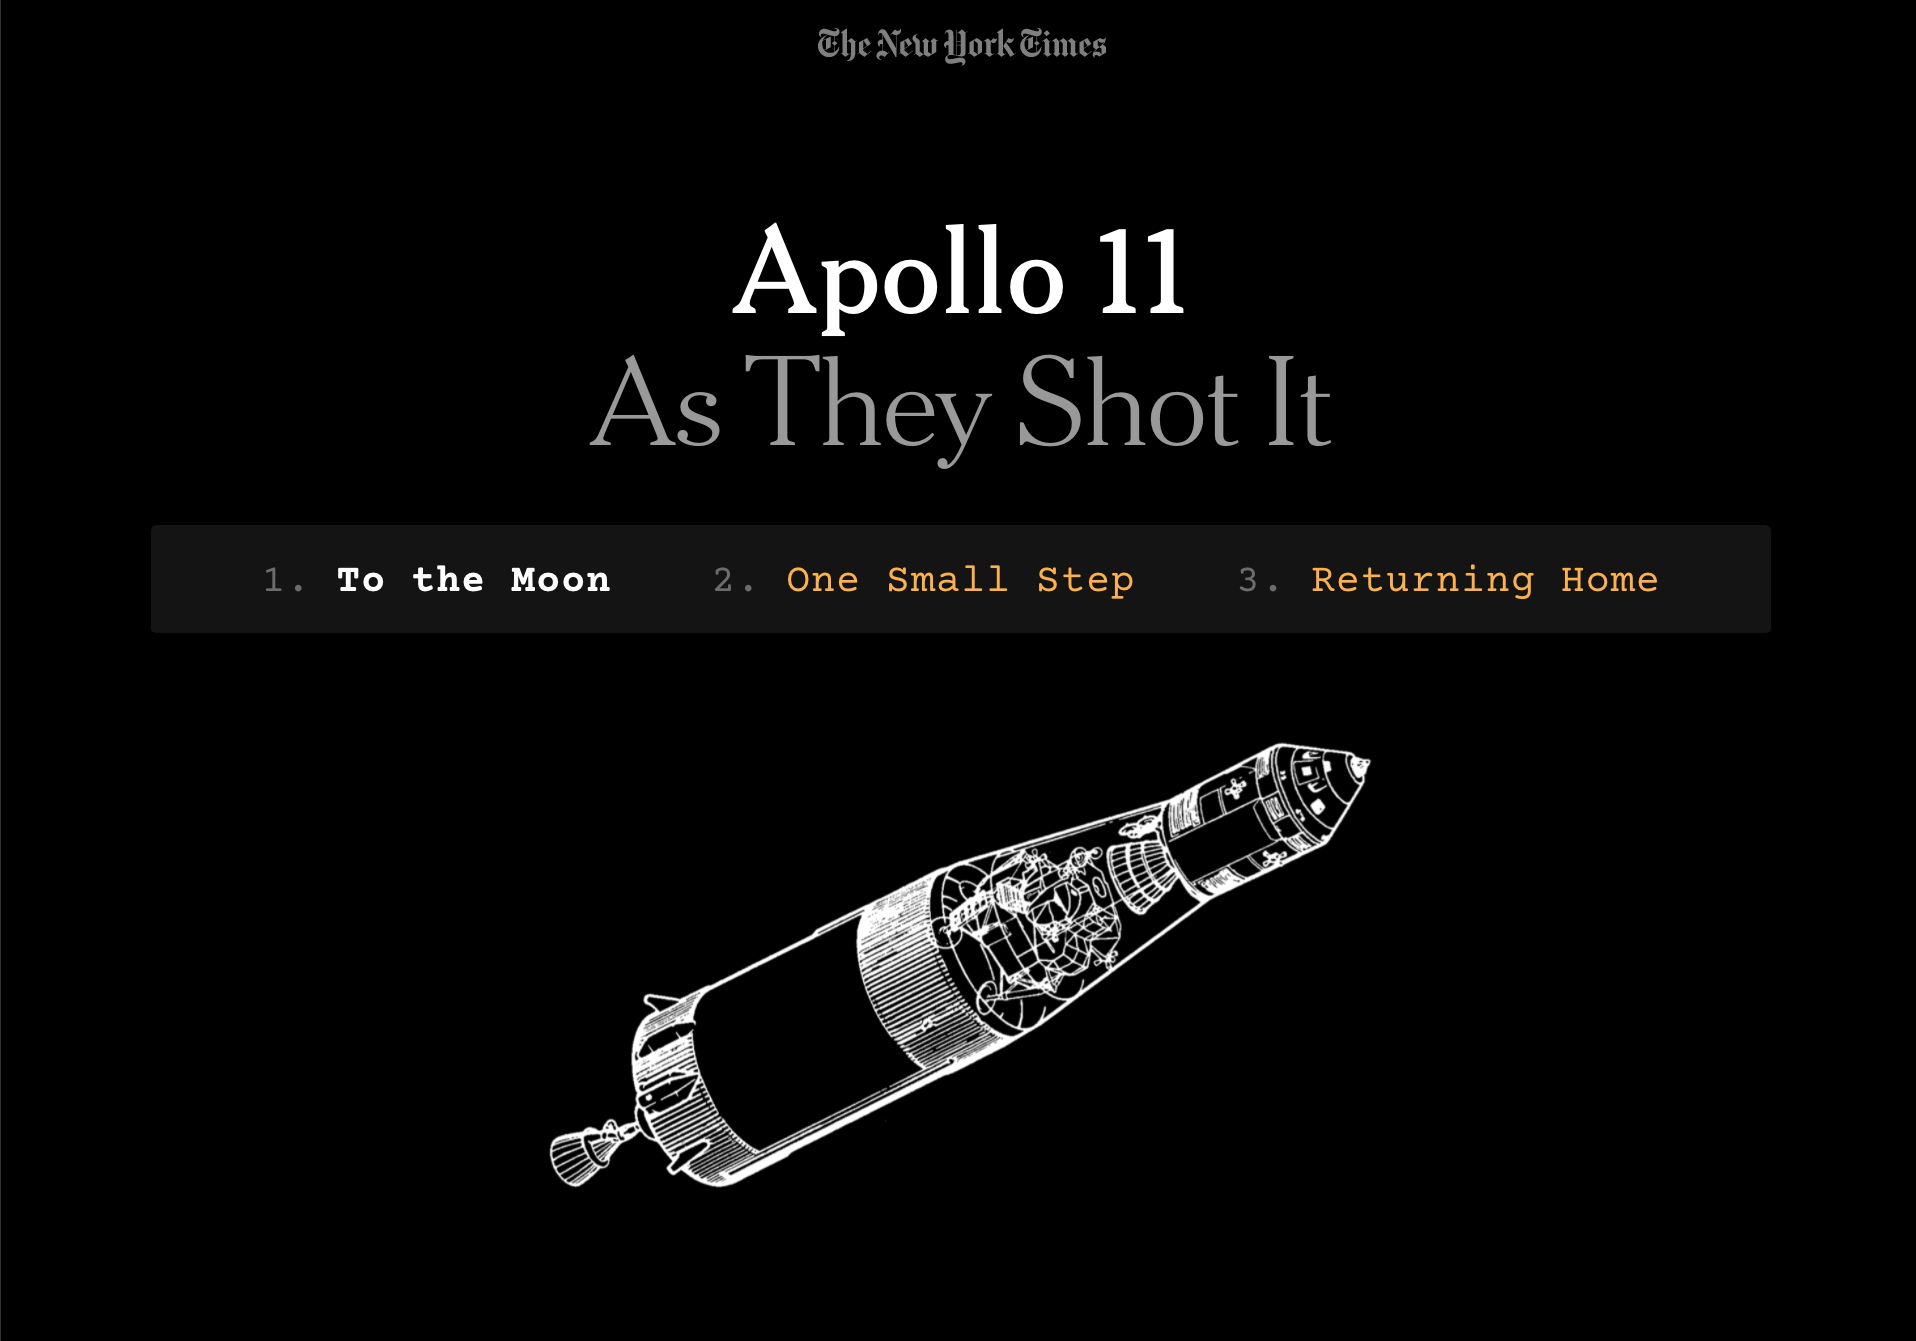 The New York Times
Apollo 11
As They Shot It
1. To the Moon 2. One Small Step 3. Returning Home